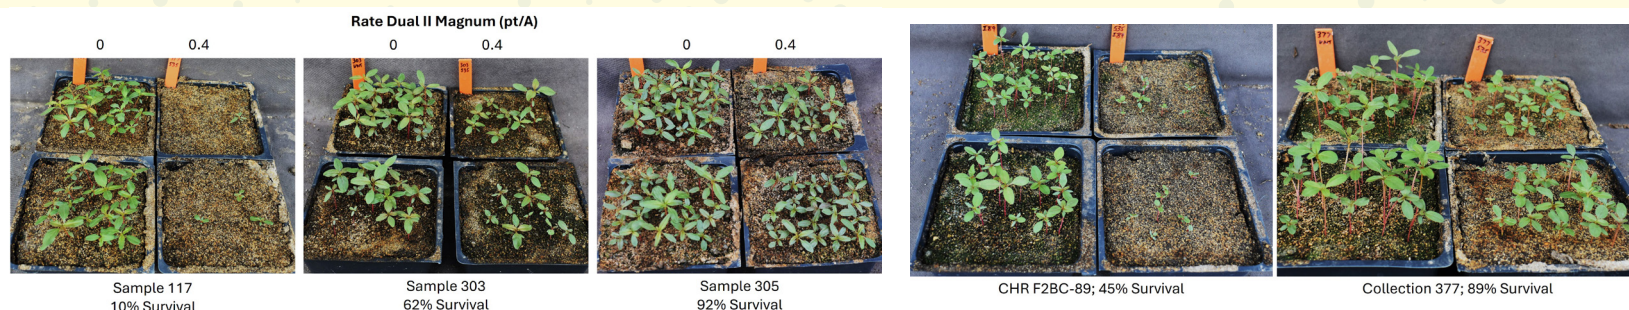 Rate Dual II Magnum (pt/A)
0 0.4 0 0.4 0 0.4
Sample 117
10% Survival
Sample 303
62% Survival
Sample 305
92% Survival
CHR F2BC-89; 45% Survival
Collection 377; 89% Survival